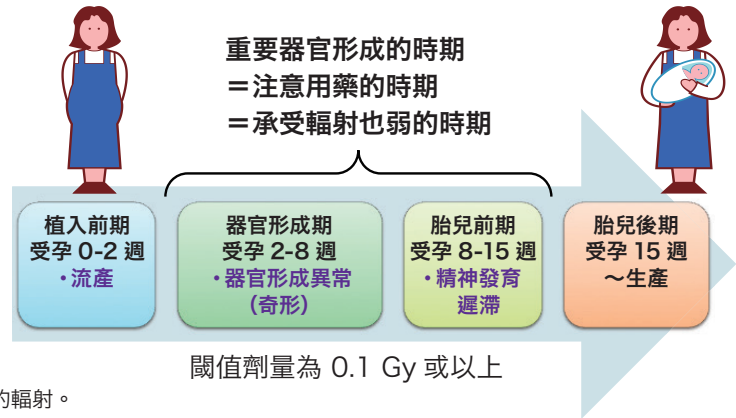 重要器官形成的時期
＝注意用藥的時期
＝承受輻射也弱的時期
植入前期
受孕 0-2 週
・流產
器官形成期
受孕 2-8 週
・器官形成異常
（奇形）
胎兒前期
受孕 8-15 週
・精神發育
遲滯
胎兒後期
受孕 15 週
～生產
閾值劑量為 0.1 Gy 或以上
的輻射。